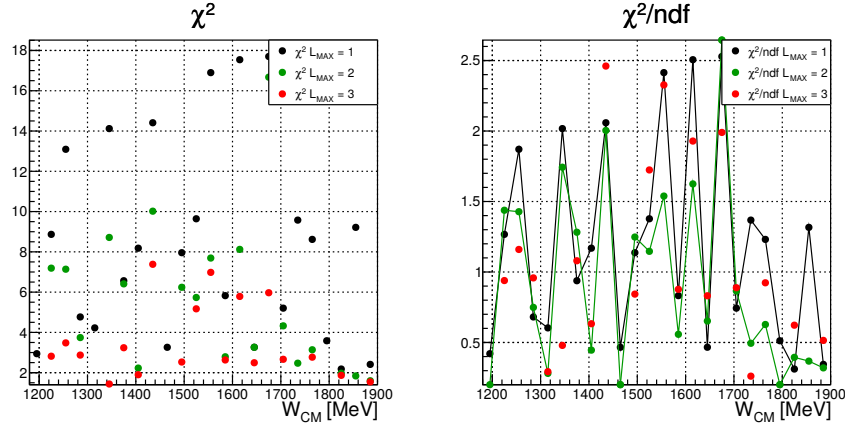 χ²
χ² L_MAX = 1
χ² L_MAX = 2
χ² L_MAX = 3
18
16
14
12
10
8
6
4
2
1200 1300 1400 1500 1600 1700 1800 1900
W_CM [MeV]
χ²/ndf
χ²/ndf L_MAX = 1
χ²/ndf L_MAX = 2
χ²/ndf L_MAX = 3
2.5
2
1.5
1
0.5
1200 1300 1400 1500 1600 1700 1800 1900
W_CM [MeV]